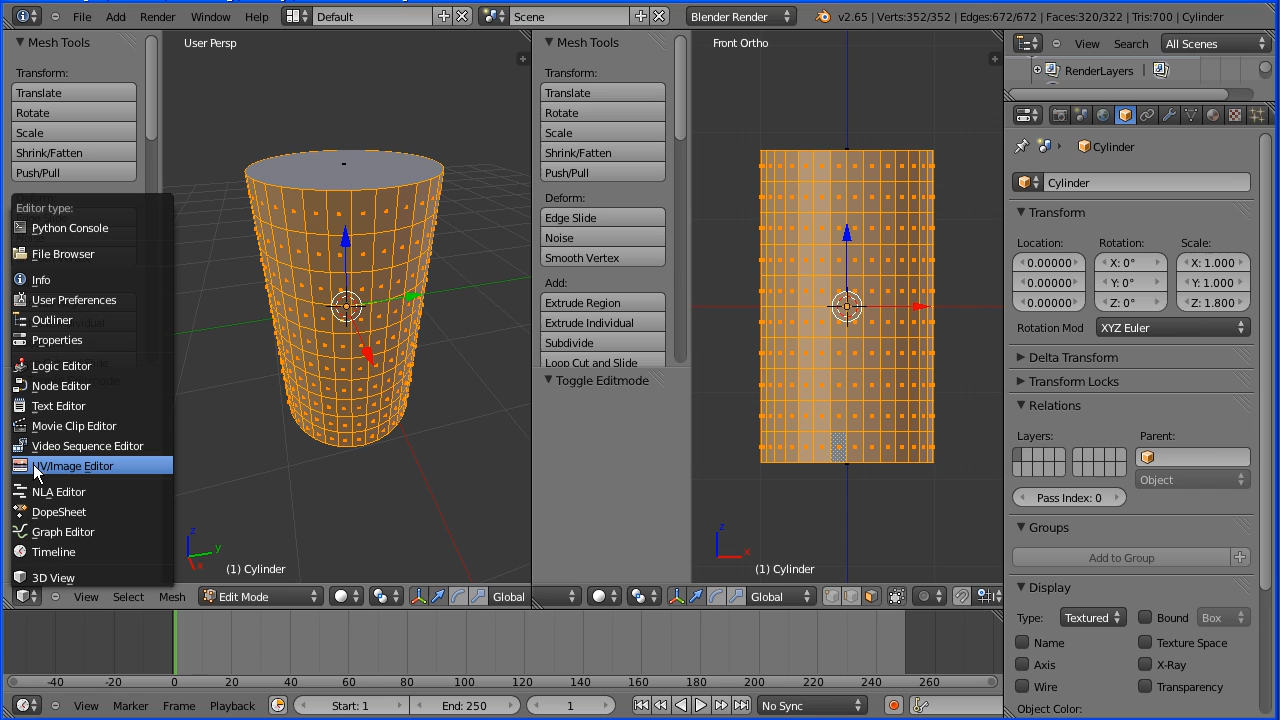 File Add Render Window Help Default Scene Blender Render v2.65 | Verts:352/352 | Edges:672/672 | Faces:320/322 | Tris:700 | Cylinder
Mesh Tools
Transform:
Translate
Rotate
Scale
Shrink/Fatten
Push/Pull
Editor type:
Python Console
File Browser
Info
User Preferences
Outliner
Properties
Logic Editor
Node Editor
Text Editor
Movie Clip Editor
Video Sequence Editor
UV/Image Editor
NLA Editor
DopeSheet
Graph Editor
Timeline
3D View
User Persp
z
y
x
(1) Cylinder
View Select Mesh Edit Mode Global
Mesh Tools
Transform:
Translate
Rotate
Scale
Shrink/Fatten
Push/Pull
Deform:
Edge Slide
Noise
Smooth Vertex
Add:
Extrude Region
Extrude Individual
Subdivide
Loop Cut and Slide
Toggle Editmode
Front Ortho
z
x
(1) Cylinder
Global
View Search All Scenes
RenderLayers
Cylinder
Cylinder
Transform
Location: Rotation: Scale:
0.00000 X: 0° X: 1.000
0.00000 Y: 0° Y: 1.000
0.00000 Z: 0° Z: 1.800
Rotation Mod XYZ Euler
Delta Transform
Transform Locks
Relations
Layers: Parent:
Object
Pass Index: 0
Groups
Add to Group
Display
Type: Textured Bound Box
Name Texture Space
Axis X-Ray
Wire Transparency
Object Color:
-40 -20 0 20 40 60 80 100 120 140 160 180 200 220 240 260
View Marker Frame Playback Start: 1 End: 250 1 No Sync